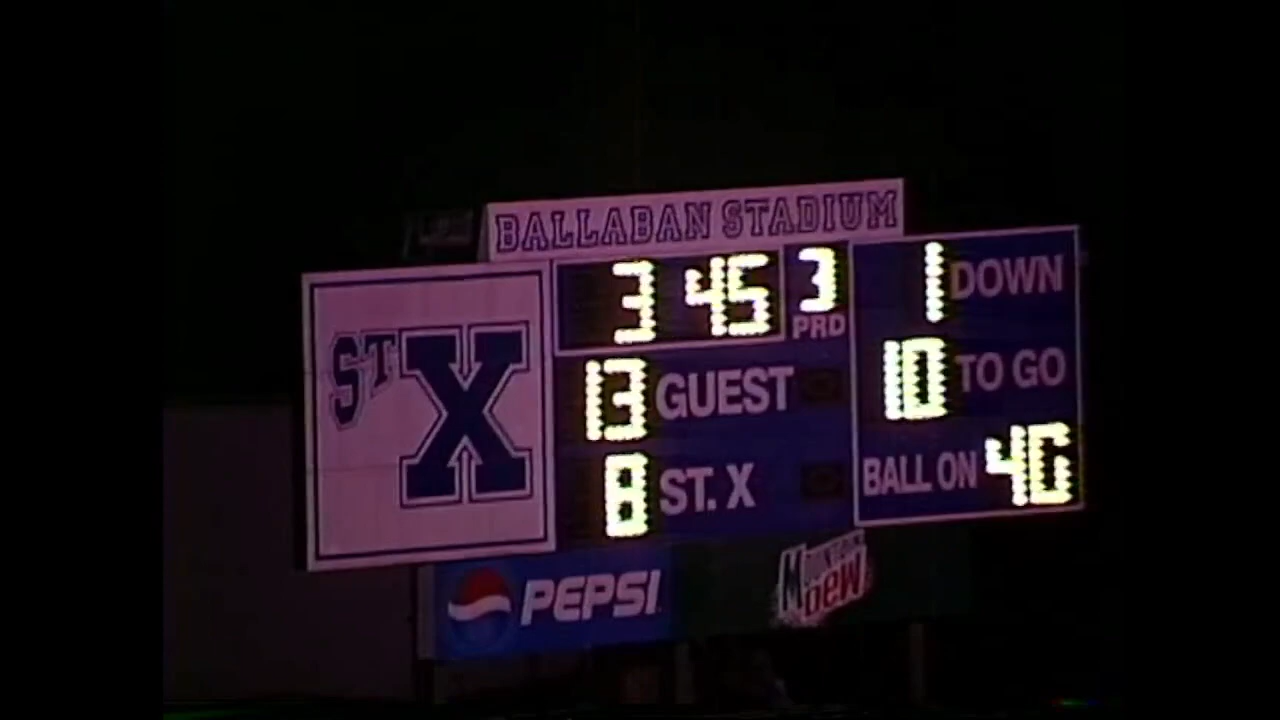 BALLABAN STADIUM
ST X
3 45
3
PRD
1 DOWN
13 GUEST
10 TO GO
8 ST. X
BALL ON 40
PEPSI
MOUNTAIN
DEW